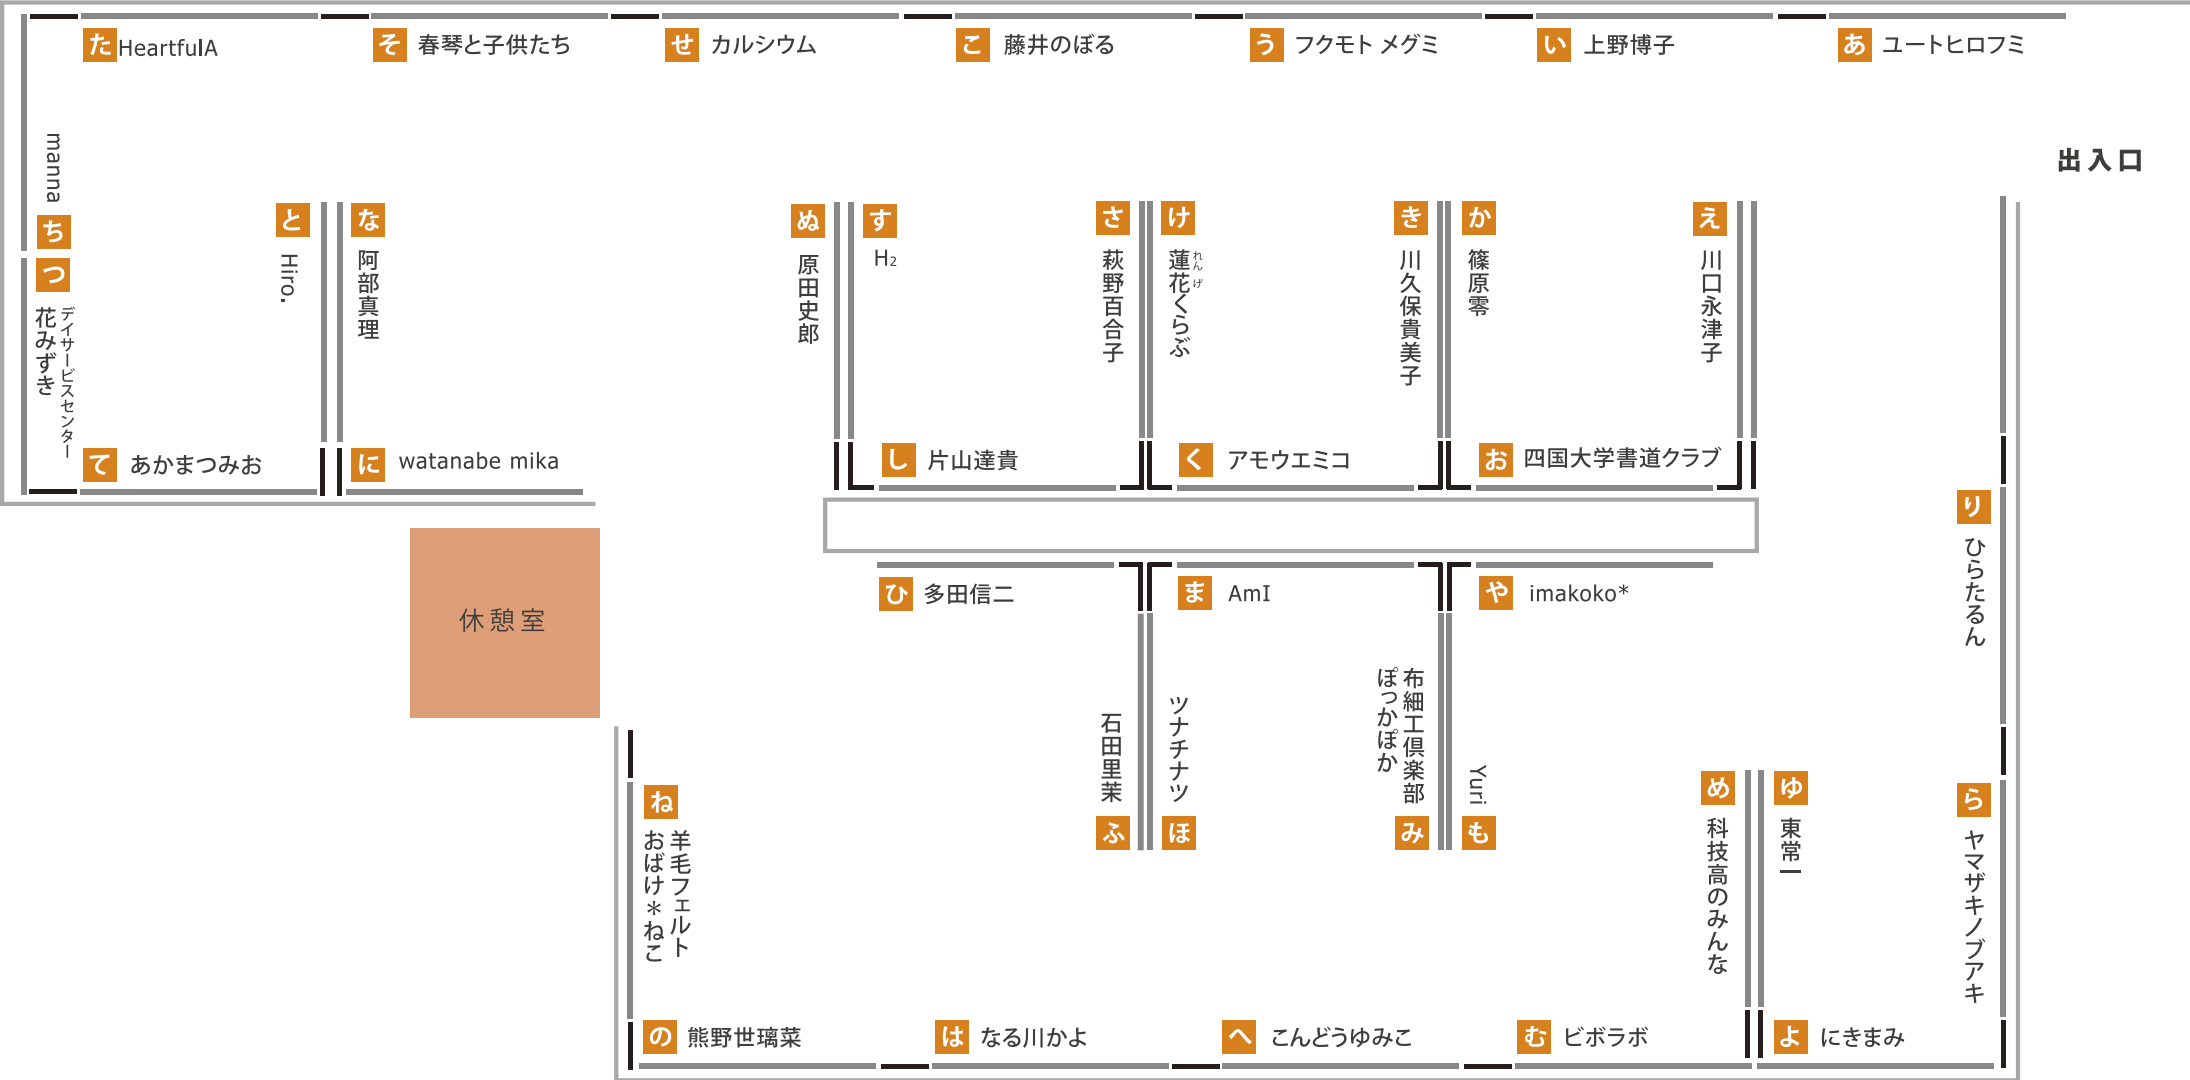 た HeartfulA
そ 春琴と子供たち
せ カルシウム
こ 藤井のぼる
う フクモト メグミ
い 上野博子
あ ユートヒロフミ
出入口
manna ち
つ デイサービスセンター
花みずき
て あかまつみお
と Hiro.
な 阿部真理
に watanabe mika
ぬ 原田史郎
す H₂
し 片山達貴
さ 萩野百合子
け 蓮花くらぶ
れんげ
く アモウエミコ
き 川久保貴美子
か 篠原零
お 四国大学書道クラブ
え 川口永津子
り ひらたるん
休憩室
ひ 多田信二
ま AmI
や imakoko*
石田里茉 ふ
ツナチナツ ほ
布細工倶楽部
ぽっかぽか み
Yuri も
め 科技高のみんな
ゆ 東常一
ら ヤマザキノブアキ
ね 羊毛フェルト
おばけ＊ねこ
の 熊野世璃菜
は なる川かよ
へ こんどうゆみこ
む ビボラボ
よ にきまみ